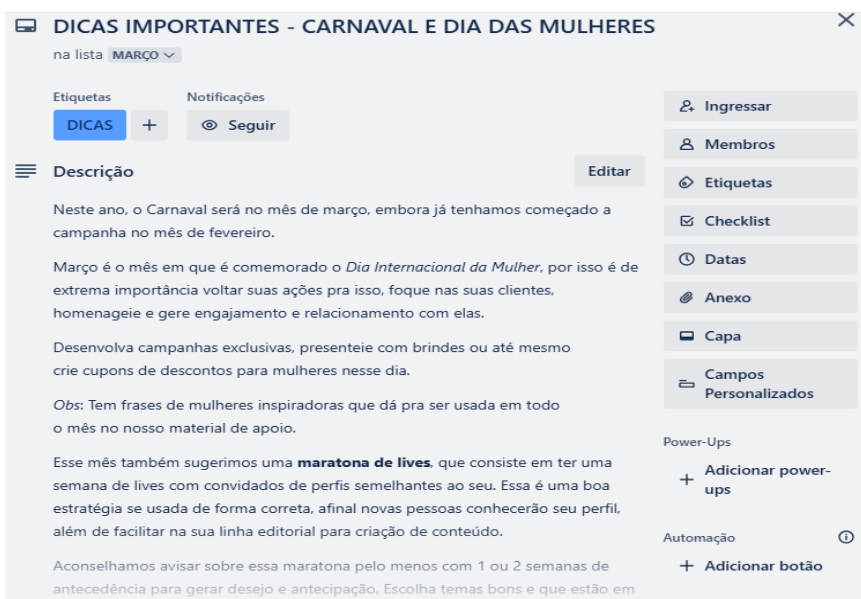 DICAS IMPORTANTES - CARNAVAL E DIA DAS MULHERES
na lista MARÇO
Etiquetas
Notificações
DICAS
+
Seguir
Descrição
Editar
Neste ano, o Carnaval será no mês de março, embora já tenhamos começado a
campanha no mês de fevereiro.
Março é o mês em que é comemorado o Dia Internacional da Mulher, por isso é de
extrema importância voltar suas ações pra isso, foque nas suas clientes,
homenageie e gere engajamento e relacionamento com elas.
Desenvolva campanhas exclusivas, presenteie com brindes ou até mesmo
crie cupons de descontos para mulheres nesse dia.
Obs: Tem frases de mulheres inspiradoras que dá pra ser usada em todo
o mês no nosso material de apoio.
Esse mês também sugerimos uma maratona de lives, que consiste em ter uma
semana de lives com convidados de perfis semelhantes ao seu. Essa é uma boa
estratégia se usada de forma correta, afinal novas pessoas conhecerão seu perfil,
além de facilitar na sua linha editorial para criação de conteúdo.
Aconselhamos avisar sobre essa maratona pelo menos com 1 ou 2 semanas de
antecedência para gerar desejo e antecipação. Escolha temas bons e que estão em
Ingressar
Membros
Etiquetas
Checklist
Datas
Anexo
Capa
Campos
Personalizados
Power-Ups
+ Adicionar power-
ups
Automação
+ Adicionar botão